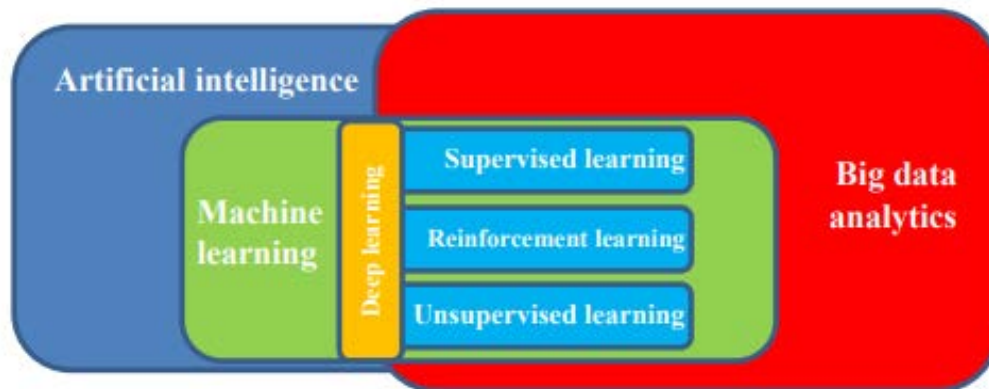 Artificial intelligence
Machine
learning
Deep learning
Supervised learning
Reinforcement learning
Unsupervised learning
Big data
analytics